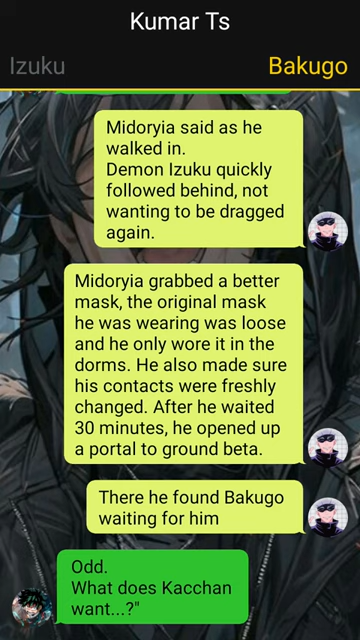 Kumar Ts
Izuku
Bakugo
Midoryia said as he
walked in.
Demon Izuku quickly
followed behind, not
wanting to be dragged
again.
Midoryia grabbed a better
mask, the original mask
he was wearing was loose
and he only wore it in the
dorms. He also made sure
his contacts were freshly
changed. After he waited
30 minutes, he opened up
a portal to ground beta.
There he found Bakugo
waiting for him
Odd.
What does Kacchan
want...?"